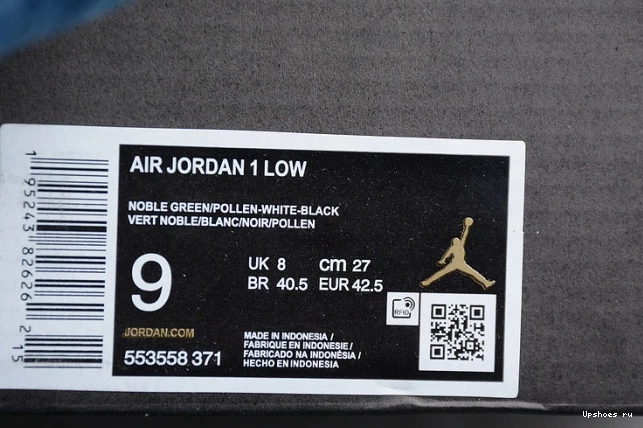 AIR JORDAN 1 LOW
NOBLE GREEN/POLLEN-WHITE-BLACK
VERT NOBLE/BLANC/NOIR/POLLEN
9
UK 8 cm 27
BR 40.5 EUR 42.5
RFID
JORDAN.COM
553558 371
MADE IN INDONESIA /
FABRIQUE EN INDONESIE /
FABRICADO NA INDONÉSIA /
HECHO EN INDONESIA
1 95243 82626 2 15
Upshoes ru